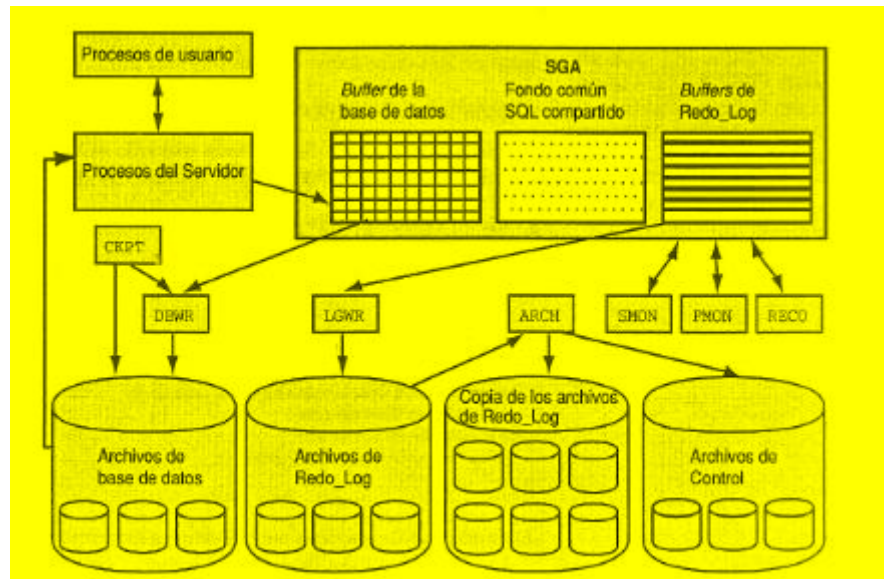 Procesos de usuario
SGA
Buffer de la
base de datos
Fondo común
SQL compartido
Buffers de
Redo_Log
Procesos del Servidor
CKPT
DBWR
LGWR
ARCH
SMON
PMON
RECO
Archivos de
base de datos
Archivos de
Redo_Log
Copia de los archivos
de Redo_Log
Archivos de
Control